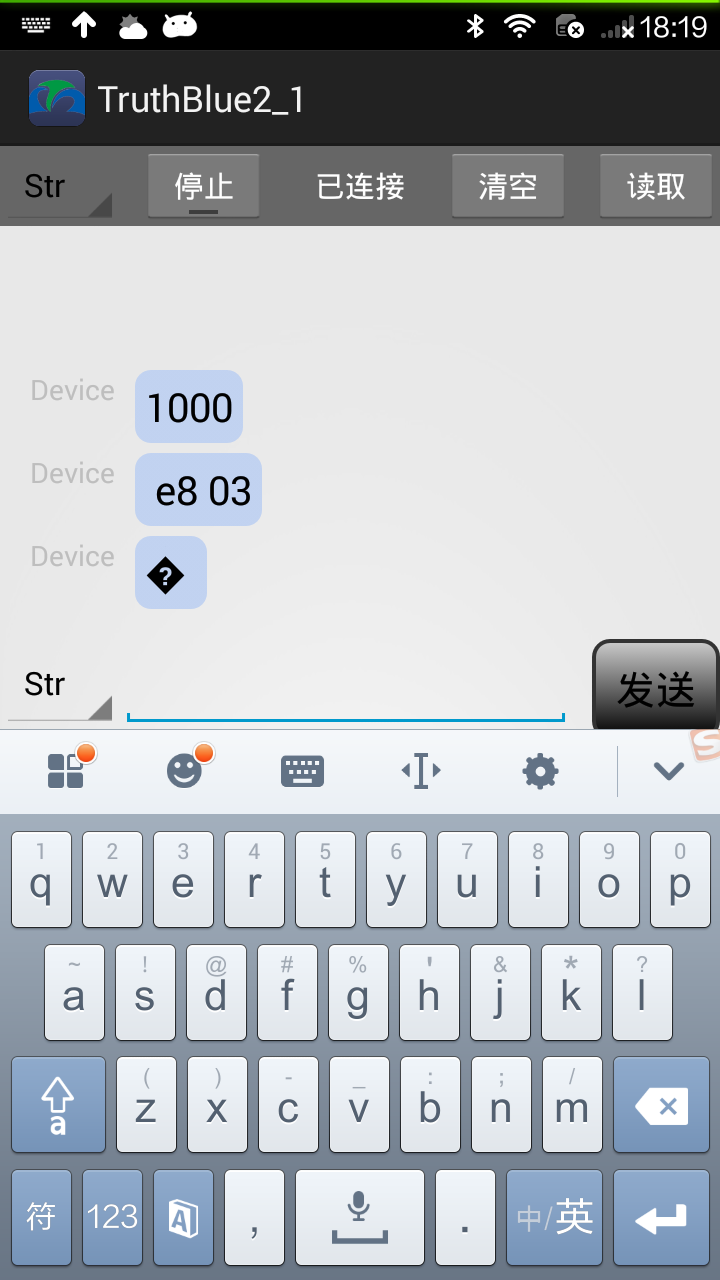 18:19
TruthBlue2_1
Str 停止 已连接 清空 读取
Device 1000
Device e8 03
Device �
Str 发送
1 2 3 4 5 6 7 8 9 0
q w e r t y u i o p
~ ! @ # % ' & * ?
a s d f g h j k l
( ) - _ : ; /
a z x c v b n m
符 123 A , . 中/英